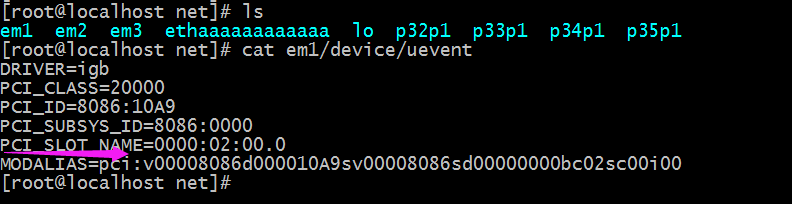 [root@localhost net]# ls
em1  em2  em3  ethaaaaaaaaaaaa  lo  p32p1  p33p1  p34p1  p35p1
[root@localhost net]# cat em1/device/uevent
DRIVER=igb
PCI_CLASS=20000
PCI_ID=8086:10A9
PCI_SUBSYS_ID=8086:0000
PCI_SLOT_NAME=0000:02:00.0
MODALIAS=pci:v00008086d000010A9sv00008086sd00000000bc02sc00i00
[root@localhost net]#